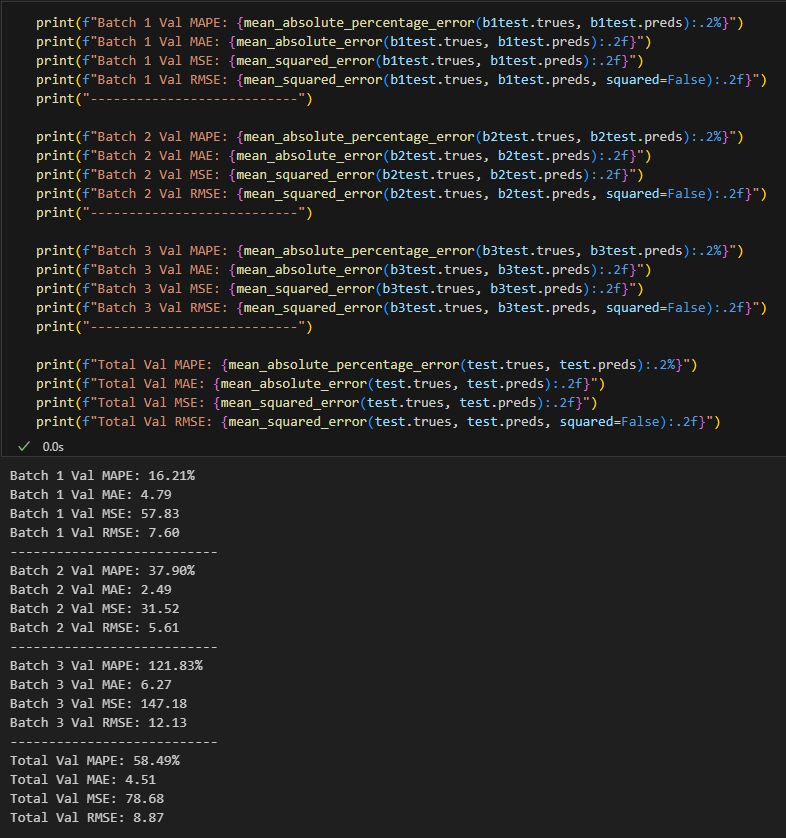 print(f"Batch 1 Val MAPE: {mean_absolute_percentage_error(b1test.trues, b1test.preds):.2%}")
print(f"Batch 1 Val MAE: {mean_absolute_error(b1test.trues, b1test.preds):.2f}")
print(f"Batch 1 Val MSE: {mean_squared_error(b1test.trues, b1test.preds):.2f}")
print(f"Batch 1 Val RMSE: {mean_squared_error(b1test.trues, b1test.preds, squared=False):.2f}")
print("---------------------------")
print(f"Batch 2 Val MAPE: {mean_absolute_percentage_error(b2test.trues, b2test.preds):.2%}")
print(f"Batch 2 Val MAE: {mean_absolute_error(b2test.trues, b2test.preds):.2f}")
print(f"Batch 2 Val MSE: {mean_squared_error(b2test.trues, b2test.preds):.2f}")
print(f"Batch 2 Val RMSE: {mean_squared_error(b2test.trues, b2test.preds, squared=False):.2f}")
print("---------------------------")
print(f"Batch 3 Val MAPE: {mean_absolute_percentage_error(b3test.trues, b3test.preds):.2%}")
print(f"Batch 3 Val MAE: {mean_absolute_error(b3test.trues, b3test.preds):.2f}")
print(f"Batch 3 Val MSE: {mean_squared_error(b3test.trues, b3test.preds):.2f}")
print(f"Batch 3 Val RMSE: {mean_squared_error(b3test.trues, b3test.preds, squared=False):.2f}")
print("---------------------------")
print(f"Total Val MAPE: {mean_absolute_percentage_error(test.trues, test.preds):.2%}")
print(f"Total Val MAE: {mean_absolute_error(test.trues, test.preds):.2f}")
print(f"Total Val MSE: {mean_squared_error(test.trues, test.preds):.2f}")
print(f"Total Val RMSE: {mean_squared_error(test.trues, test.preds, squared=False):.2f}")
✓ 0.0s
Batch 1 Val MAPE: 16.21%
Batch 1 Val MAE: 4.79
Batch 1 Val MSE: 57.83
Batch 1 Val RMSE: 7.60
---------------------------
Batch 2 Val MAPE: 37.90%
Batch 2 Val MAE: 2.49
Batch 2 Val MSE: 31.52
Batch 2 Val RMSE: 5.61
---------------------------
Batch 3 Val MAPE: 121.83%
Batch 3 Val MAE: 6.27
Batch 3 Val MSE: 147.18
Batch 3 Val RMSE: 12.13
---------------------------
Total Val MAPE: 58.49%
Total Val MAE: 4.51
Total Val MSE: 78.68
Total Val RMSE: 8.87